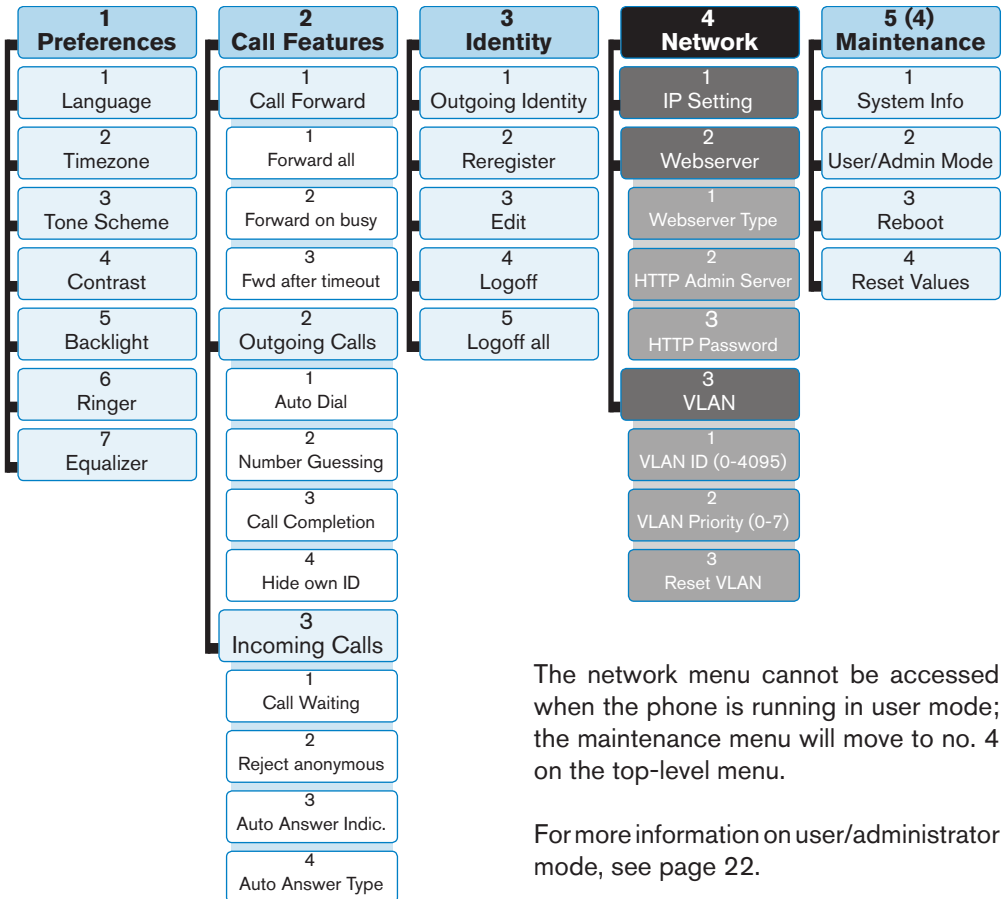 1
Preferences
1
Language
2
Timezone
3
Tone Scheme
4
Contrast
5
Backlight
6
Ringer
7
Equalizer
2
Call Features
1
Call Forward
1
Forward all
2
Forward on busy
3
Fwd after timeout
2
Outgoing Calls
1
Auto Dial
2
Number Guessing
3
Call Completion
4
Hide own ID
3
Incoming Calls
1
Call Waiting
2
Reject anonymous
3
Auto Answer Indic.
4
Auto Answer Type
3
Identity
1
Outgoing Identity
2
Reregister
3
Edit
4
Logoff
5
Logoff all
4
Network
1
IP Setting
2
Webserver
1
Webserver Type
2
HTTP Admin Server
3
HTTP Password
3
VLAN
1
VLAN ID (0-4095)
2
VLAN Priority (0-7)
3
Reset VLAN
5 (4)
Maintenance
1
System Info
2
User/Admin Mode
3
Reboot
4
Reset Values
The network menu cannot be accessed
when the phone is running in user mode;
the maintenance menu will move to no. 4
on the top-level menu.
For more information on user/administrator
mode, see page 22.